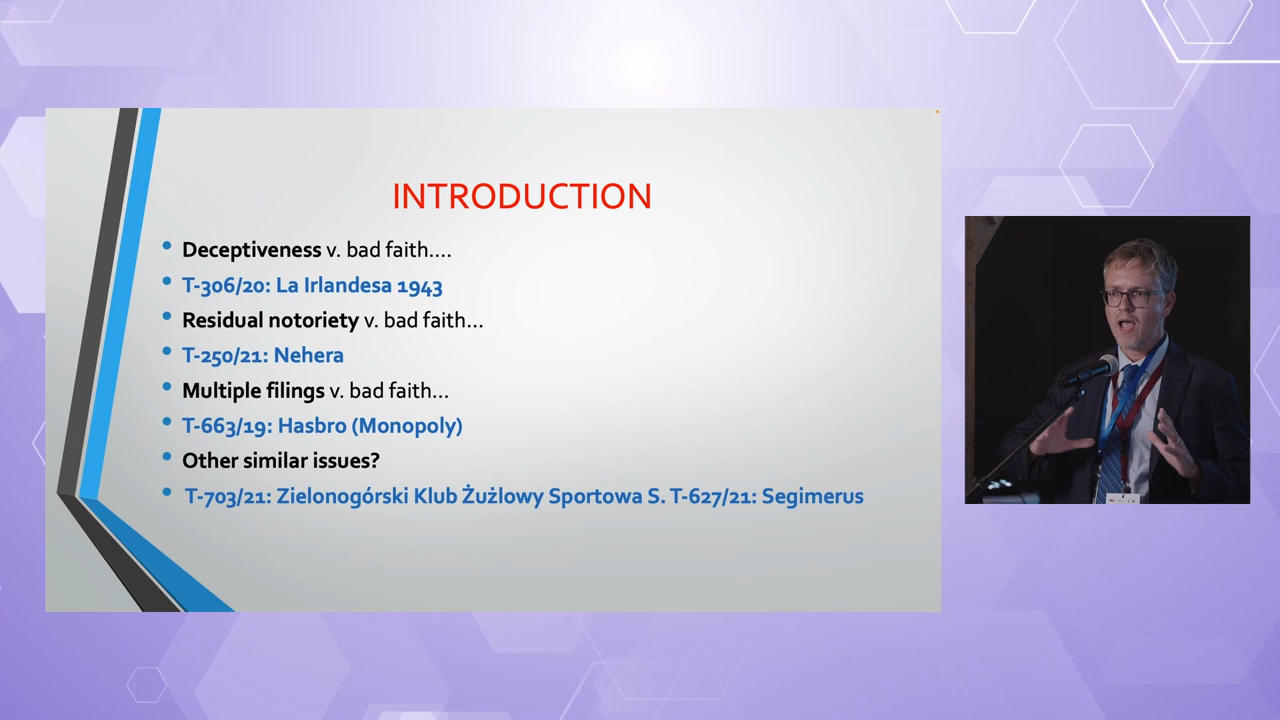 INTRODUCTION
Deceptiveness v. bad faith....
T-306/20: La Irlandesa 1943
Residual notoriety v. bad faith...
T-250/21: Nehera
Multiple filings v. bad faith...
T-663/19: Hasbro (Monopoly)
Other similar issues?
T-703/21: Zielonogórski Klub Żużlowy Sportowa S. T-627/21: Segimerus